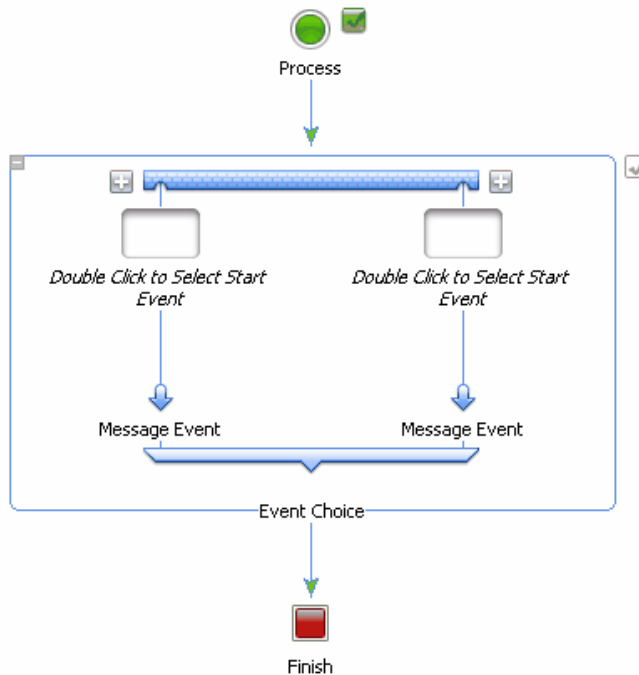 Process
Double Click to Select Start
Event
Double Click to Select Start
Event
Message Event
Message Event
Event Choice
Finish